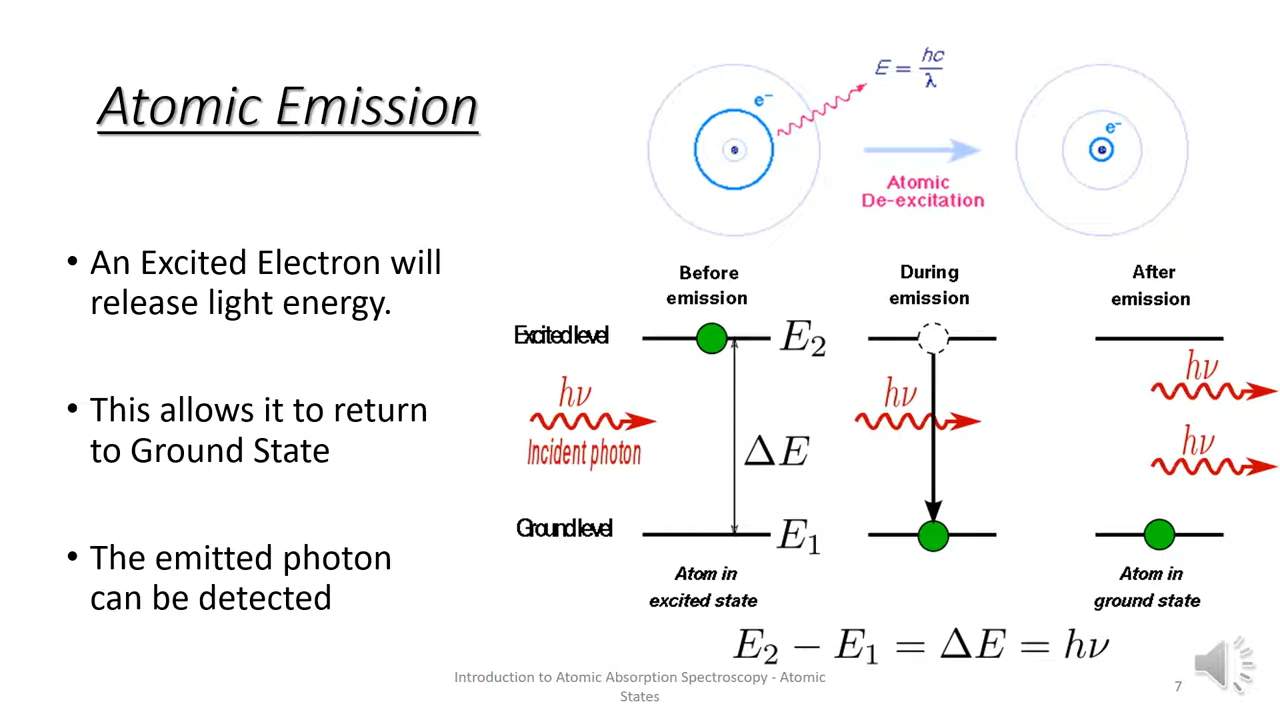 Atomic Emission
• An Excited Electron will
release light energy.
• This allows it to return
to Ground State
• The emitted photon
can be detected
e⁻
E = hc/λ
Atomic
De-excitation
e⁻
Before
emission
During
emission
After
emission
Excited level
E₂
hν
Incident photon
ΔE
hν
hν
hν
Ground level
E₁
Atom in
excited state
Atom in
ground state
E₂ − E₁ = ΔE = hν
Introduction to Atomic Absorption Spectroscopy - Atomic
States
7